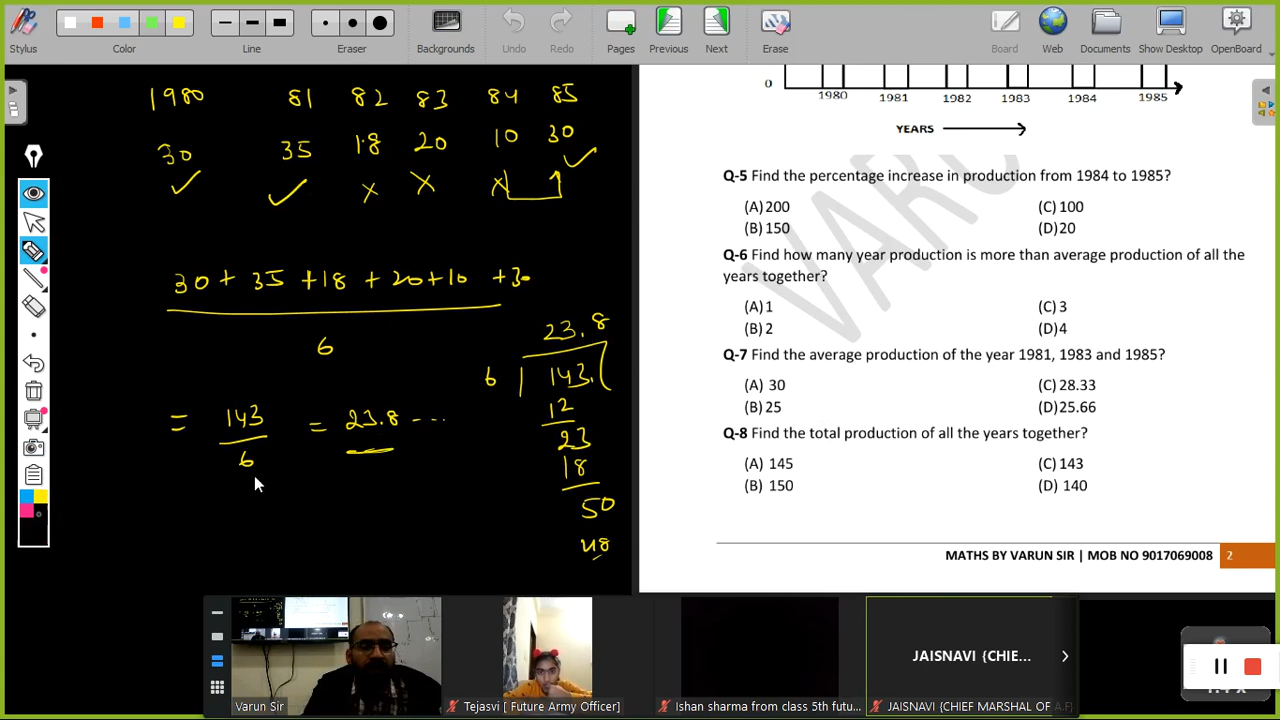 Stylus Color Line Eraser Backgrounds Undo Redo Pages Previous Next Erase Board Web Documents Show Desktop OpenBoard
1980 81 82 83 84 85
30 35 18 20 10 30
30 + 35 + 18 + 20 + 10 + 30
6
= 143
6
= 23.8 ...
23.8
6 143.
12
23
18
50
48
0
1980 1981 1982 1983 1984 1985
YEARS
VARU
Q-5 Find the percentage increase in production from 1984 to 1985?
(A) 200 (C) 100
(B) 150 (D) 20
Q-6 Find how many year production is more than average production of all the
years together?
(A) 1 (C) 3
(B) 2 (D) 4
Q-7 Find the average production of the year 1981, 1983 and 1985?
(A) 30 (C) 28.33
(B) 25 (D) 25.66
Q-8 Find the total production of all the years together?
(A) 145 (C) 143
(B) 150 (D) 140
MATHS BY VARUN SIR | MOB NO 9017069008 2
JAISNAVI {CHIE...
Varun Sir
Tejasvi [ Future Army Officer]
Ishan sharma from class 5th futu...
JAISNAVI {CHIEF MARSHAL OF A.F}